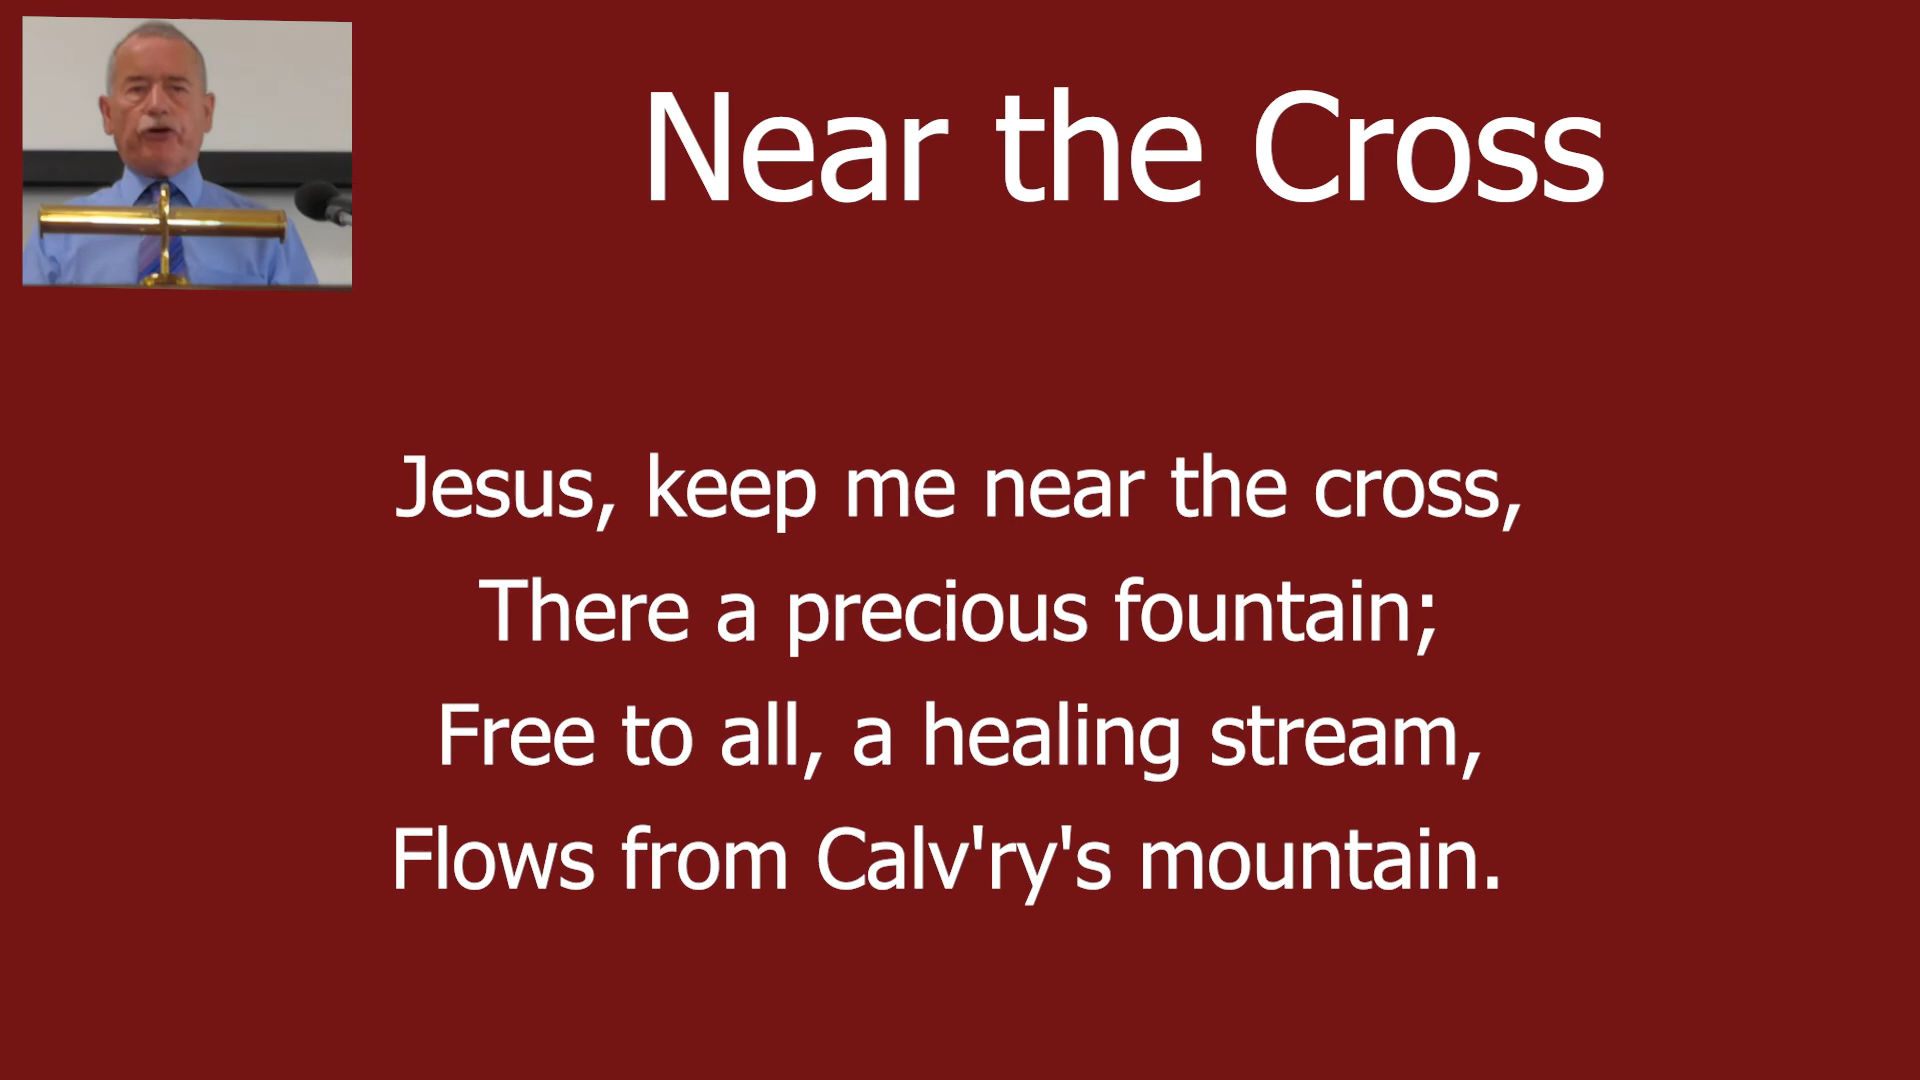 Near the Cross
Jesus, keep me near the cross,
There a precious fountain;
Free to all, a healing stream,
Flows from Calv'ry's mountain.